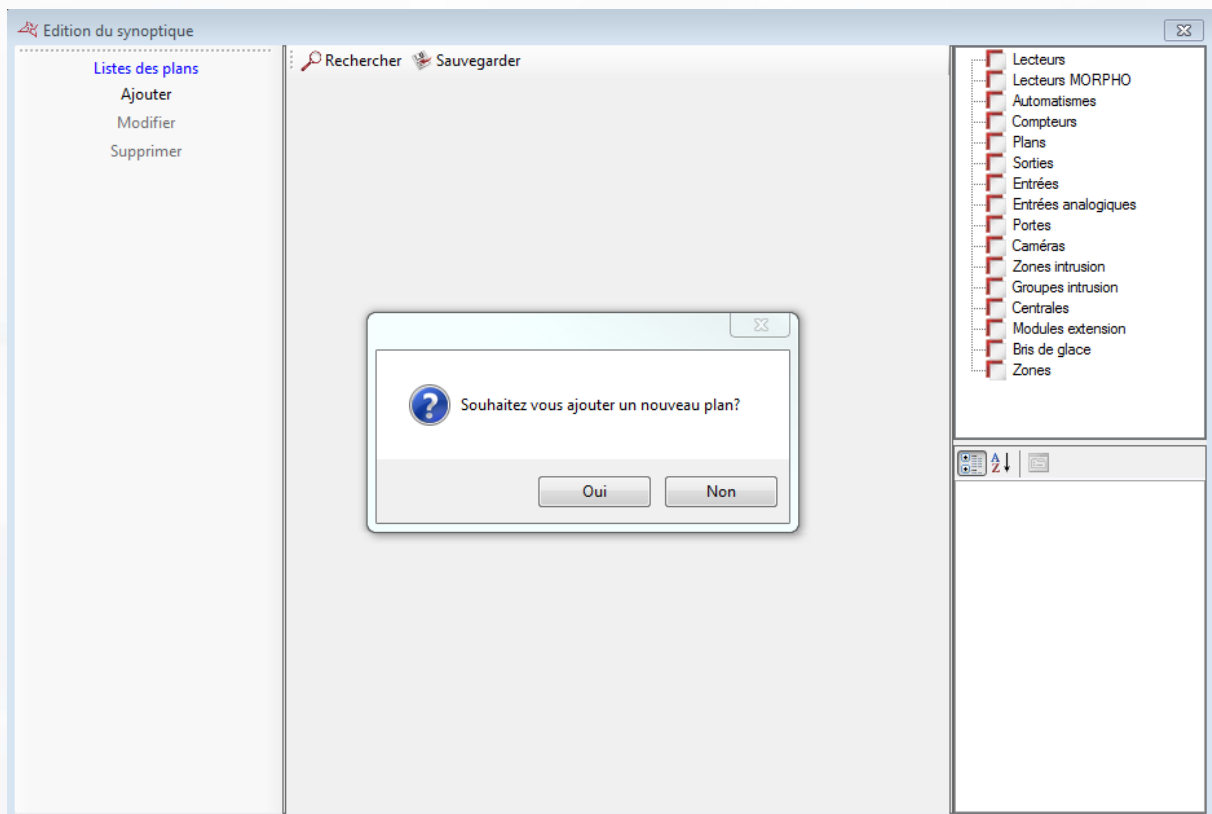 Edition du synoptique
Listes des plans
Ajouter
Modifier
Supprimer
Rechercher Sauvegarder
Souhaitez vous ajouter un nouveau plan?
Oui Non
Lecteurs
Lecteurs MORPHO
Automatismes
Compteurs
Plans
Sorties
Entrées
Entrées analogiques
Portes
Caméras
Zones intrusion
Groupes intrusion
Centrales
Modules extension
Bris de glace
Zones